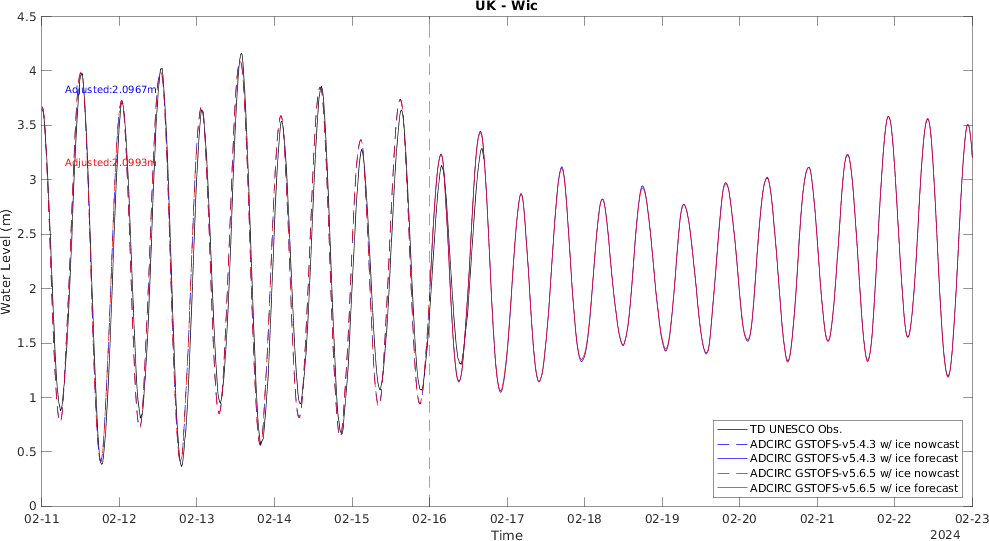 UK - Wic
4.5
4
3.5
3
2.5
2
1.5
1
0.5
0
Water Level (m)
Adjusted:2.0967m
Adjusted:2.0993m
TD UNESCO Obs.
ADCIRC GSTOFS-v5.4.3 w/ ice nowcast
ADCIRC GSTOFS-v5.4.3 w/ ice forecast
ADCIRC GSTOFS-v5.6.5 w/ ice nowcast
ADCIRC GSTOFS-v5.6.5 w/ ice forecast
02-11 02-12 02-13 02-14 02-15 02-16 02-17 02-18 02-19 02-20 02-21 02-22 02-23
Time
2024